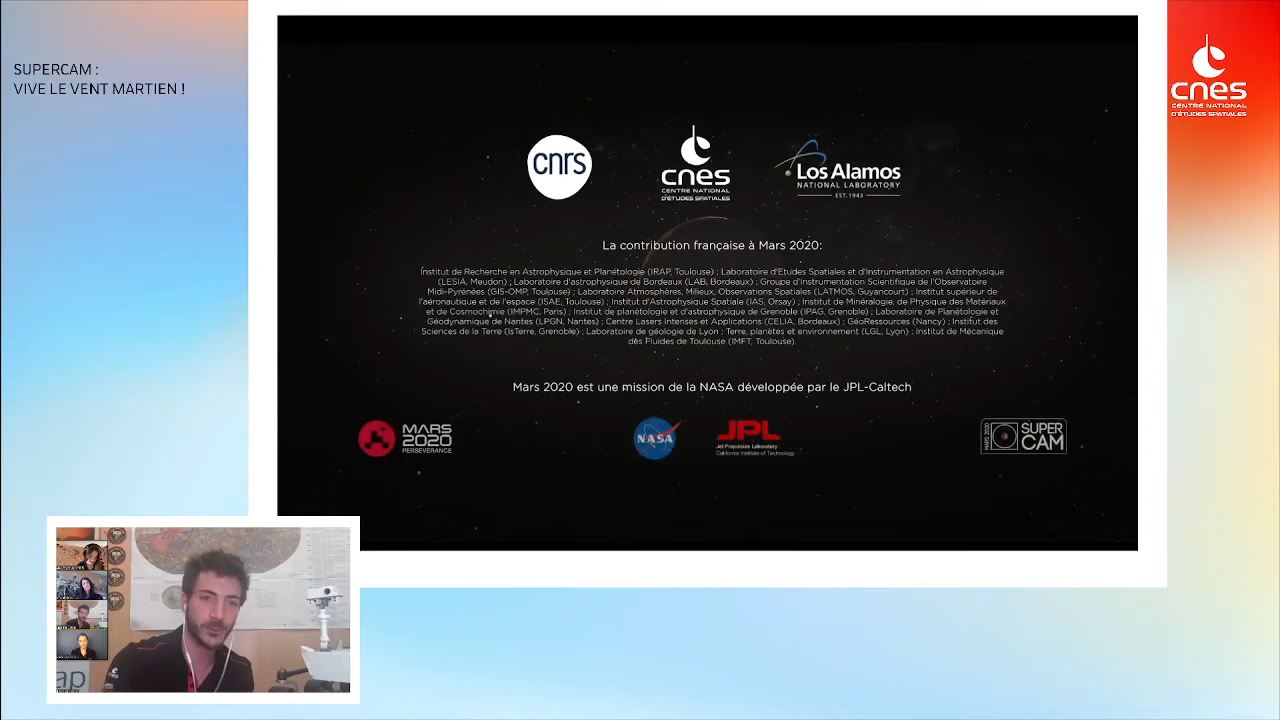 SUPERCAM :
VIVE LE VENT MARTIEN !
cnes
CENTRE NATIONAL
D'ÉTUDES SPATIALES
cnrs
cnes
CENTRE NATIONAL
D'ÉTUDES SPATIALES
Los Alamos
NATIONAL LABORATORY
EST.1943
La contribution française à Mars 2020:
Institut de Recherche en Astrophysique et Planétologie (IRAP, Toulouse) ; Laboratoire d'Etudes Spatiales et d'Instrumentation en Astrophysique
(LESIA, Meudon) ; Laboratoire d'astrophysique de Bordeaux (LAB, Bordeaux) ; Groupe d'Instrumentation Scientifique de l'Observatoire
Midi-Pyrénées (GIS-OMP, Toulouse) ; Laboratoire Atmosphères, Milieux, Observations Spatiales (LATMOS, Guyancourt) ; Institut supérieur de
l'aéronautique et de l'espace (ISAE, Toulouse) ; Institut d'Astrophysique Spatiale (IAS, Orsay) ; Institut de Minéralogie, de Physique des Matériaux
et de Cosmochimie (IMPMC, Paris) ; Institut de planétologie et d'astrophysique de Grenoble (IPAG, Grenoble) ; Laboratoire de Planétologie et
Géodynamique de Nantes (LPGN, Nantes) ; Centre Lasers Intenses et Applications (CELIA, Bordeaux) ; GéoRessources (Nancy) ; Institut des
Sciences de la Terre (IsTerre, Grenoble) ; Laboratoire de géologie de Lyon : Terre, planètes et environnement (LGL, Lyon) ; Institut de Mécanique
des Fluides de Toulouse (IMFT, Toulouse).
Mars 2020 est une mission de la NASA développée par le JPL-Caltech
MARS
2020
PERSEVERANCE
NASA
JPL
Jet Propulsion Laboratory
California Institute of Technology
MARS 2020
SUPER
CAM
ap